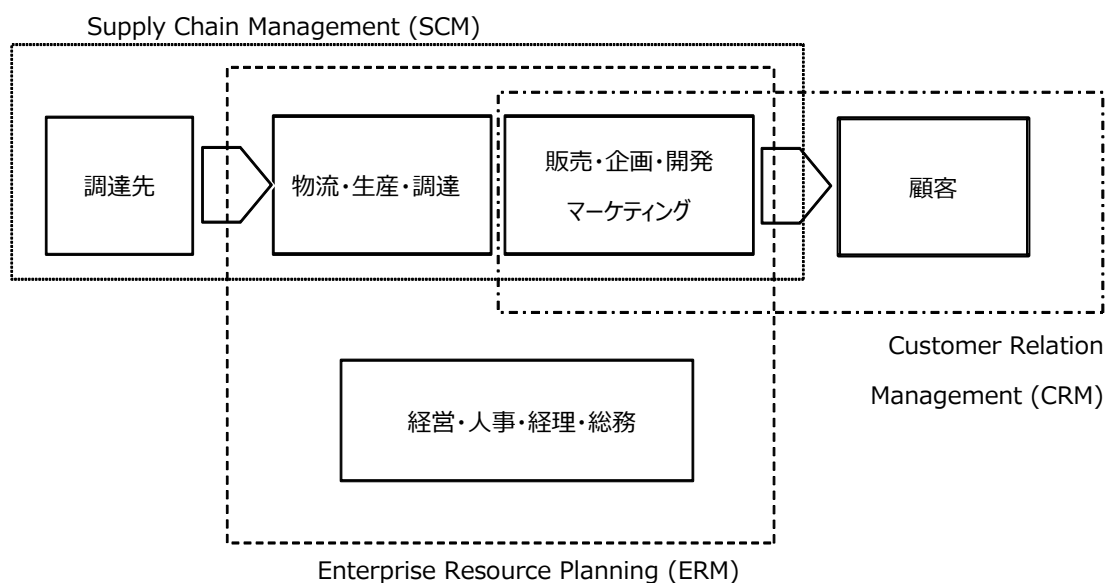 Supply Chain Management (SCM)
調達先
物流・生産・調達
販売・企画・開発
マーケティング
顧客
Customer Relation
Management (CRM)
経営・人事・経理・総務
Enterprise Resource Planning (ERM)